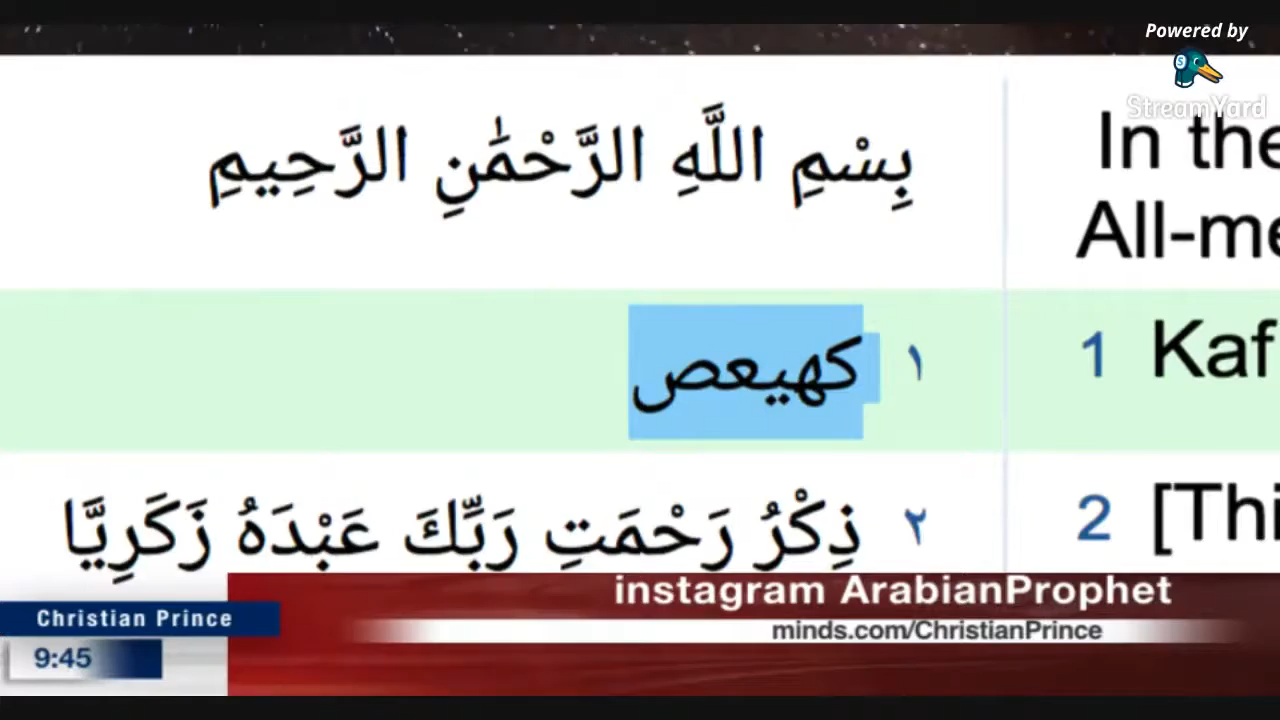 Powered by
StreamYard
بِسْمِ اللَّهِ الرَّحْمَٰنِ الرَّحِيمِ
In the
All-me
١ كهيعص
1 Kaf
٢ ذِكْرُ رَحْمَتِ رَبِّكَ عَبْدَهُ زَكَرِيَّا
2 [Thi
instagram ArabianProphet
Christian Prince
minds.com/ChristianPrince
9:45